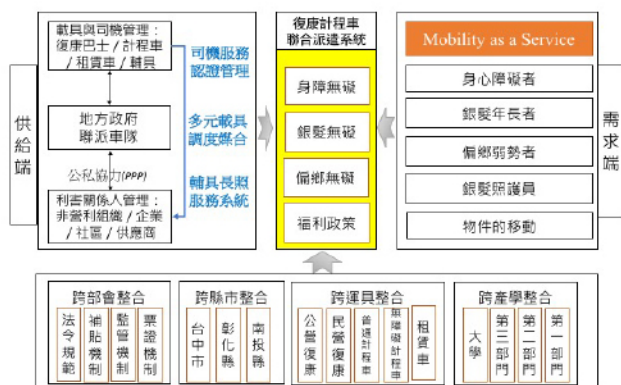 供給端
載具與司機管理：
復康巴士/計程車
/租賃車/輔具
地方政府
聯派車隊
公私協力(PPP)
利害關係人管理：
非營利組織/企業
/社區/供應商
司機服務
認證管理
多元載具
調度媒合
輔具長照
服務系統
復康計程車
聯合派遣系統
身障無礙
銀髮無礙
偏鄉無礙
福利政策
Mobility as a Service
身心障礙者
銀髮年長者
偏鄉弱勢者
銀髮照護員
物件的移動
需求端
跨部會整合
法令規範
補貼機制
監管機制
票證機制
跨縣市整合
台中市
彰化縣
南投縣
跨運具整合
公營復康
民營復康
普通計程車
無障礙計程車
租賃車
跨產學整合
大學
第三部門
第二部門
第一部門